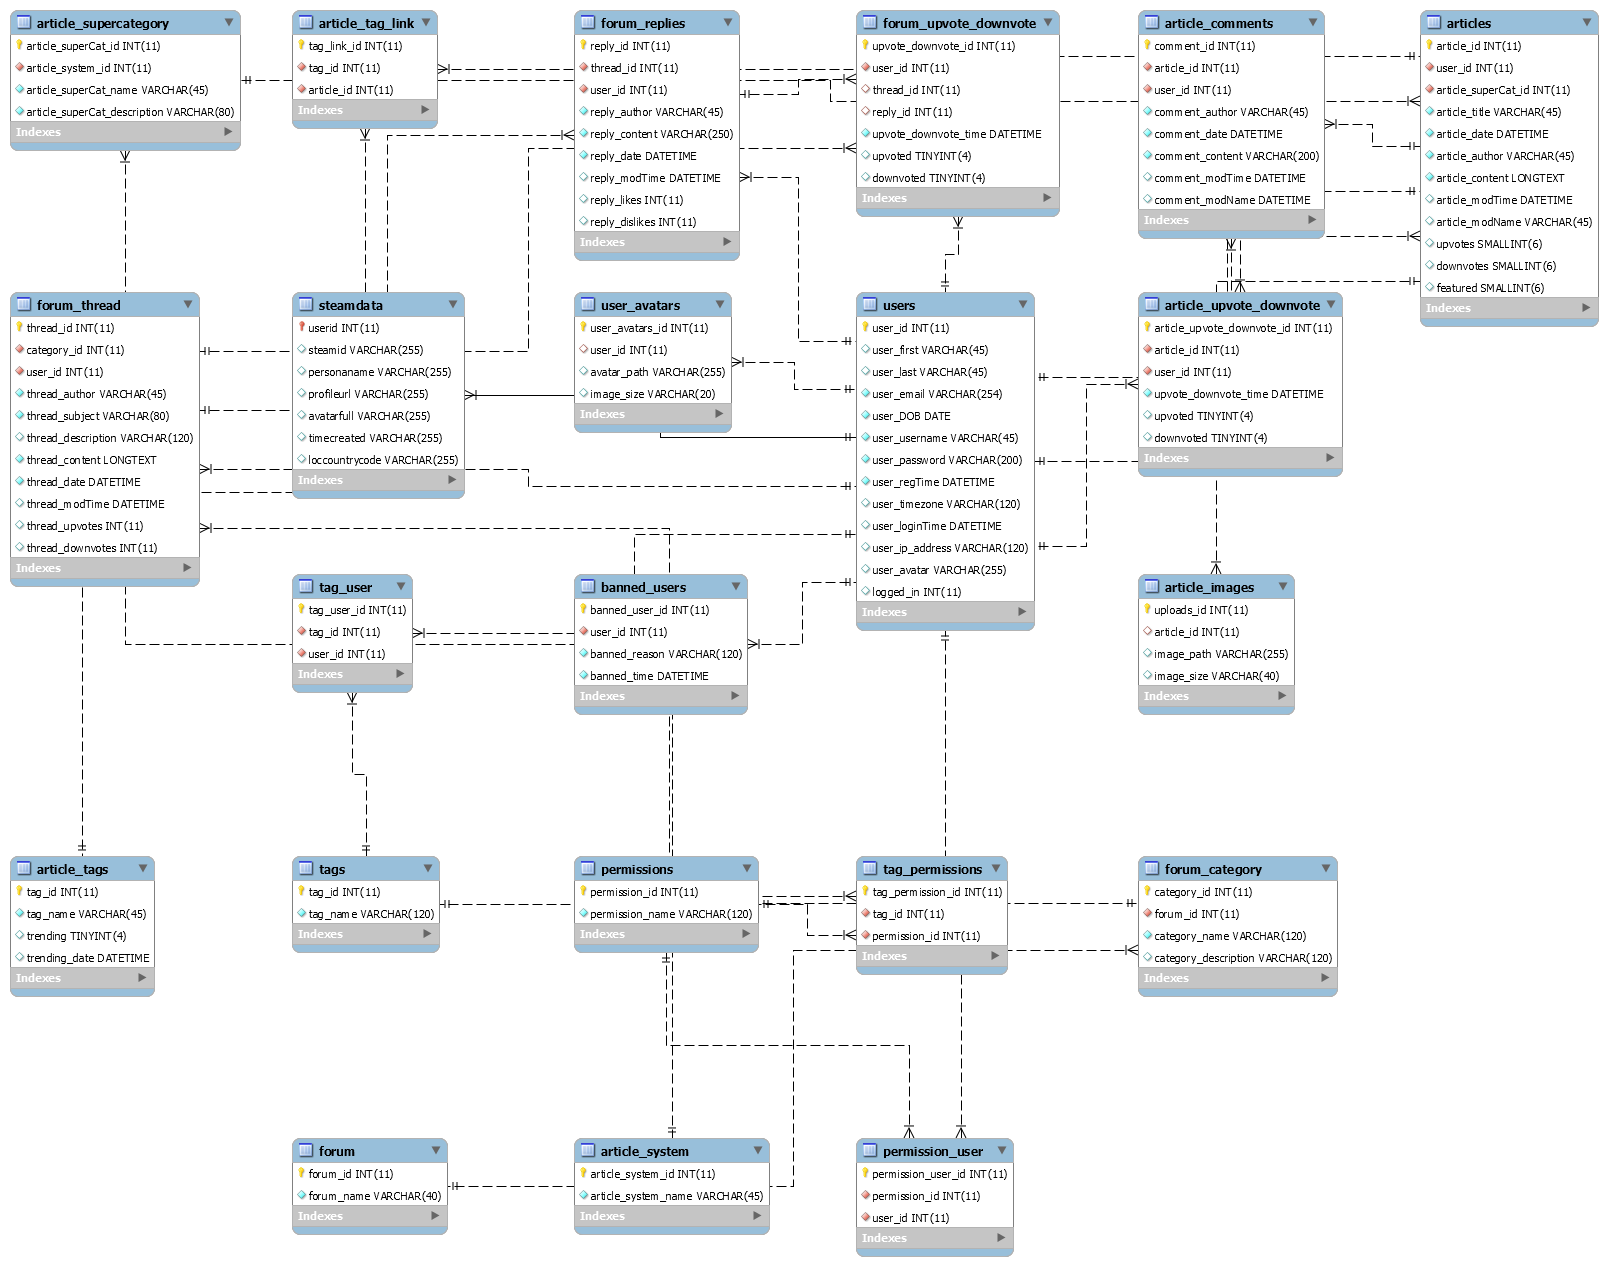 article_supercategory
article_superCat_id INT(11)
article_system_id INT(11)
article_superCat_name VARCHAR(45)
article_superCat_description VARCHAR(80)
Indexes
article_tag_link
tag_link_id INT(11)
tag_id INT(11)
article_id INT(11)
Indexes
forum_replies
reply_id INT(11)
thread_id INT(11)
user_id INT(11)
reply_author VARCHAR(45)
reply_content VARCHAR(250)
reply_date DATETIME
reply_modTime DATETIME
reply_likes INT(11)
reply_dislikes INT(11)
Indexes
forum_upvote_downvote
upvote_downvote_id INT(11)
user_id INT(11)
thread_id INT(11)
reply_id INT(11)
upvote_downvote_time DATETIME
upvoted TINYINT(4)
downvoted TINYINT(4)
Indexes
article_comments
comment_id INT(11)
article_id INT(11)
user_id INT(11)
comment_author VARCHAR(45)
comment_date DATETIME
comment_content VARCHAR(200)
comment_modTime DATETIME
comment_modName DATETIME
Indexes
articles
article_id INT(11)
user_id INT(11)
article_superCat_id INT(11)
article_title VARCHAR(45)
article_date DATETIME
article_author VARCHAR(45)
article_content LONGTEXT
article_modTime DATETIME
article_modName VARCHAR(45)
upvotes SMALLINT(6)
downvotes SMALLINT(6)
featured SMALLINT(6)
Indexes
forum_thread
thread_id INT(11)
category_id INT(11)
user_id INT(11)
thread_author VARCHAR(45)
thread_subject VARCHAR(80)
thread_description VARCHAR(120)
thread_content LONGTEXT
thread_date DATETIME
thread_modTime DATETIME
thread_upvotes INT(11)
thread_downvotes INT(11)
Indexes
steamdata
userid INT(11)
steamid VARCHAR(255)
personaname VARCHAR(255)
profileurl VARCHAR(255)
avatarfull VARCHAR(255)
timecreated VARCHAR(255)
loccountrycode VARCHAR(255)
Indexes
user_avatars
user_avatars_id INT(11)
user_id INT(11)
avatar_path VARCHAR(255)
image_size VARCHAR(20)
Indexes
users
user_id INT(11)
user_first VARCHAR(45)
user_last VARCHAR(45)
user_email VARCHAR(254)
user_DOB DATE
user_username VARCHAR(45)
user_password VARCHAR(200)
user_regTime DATETIME
user_timezone VARCHAR(120)
user_loginTime DATETIME
user_ip_address VARCHAR(120)
user_avatar VARCHAR(255)
logged_in INT(11)
Indexes
article_upvote_downvote
article_upvote_downvote_id INT(11)
article_id INT(11)
user_id INT(11)
upvote_downvote_time DATETIME
upvoted TINYINT(4)
downvoted TINYINT(4)
Indexes
tag_user
tag_user_id INT(11)
tag_id INT(11)
user_id INT(11)
Indexes
banned_users
banned_user_id INT(11)
user_id INT(11)
banned_reason VARCHAR(120)
banned_time DATETIME
Indexes
article_images
uploads_id INT(11)
article_id INT(11)
image_path VARCHAR(255)
image_size VARCHAR(40)
Indexes
article_tags
tag_id INT(11)
tag_name VARCHAR(45)
trending TINYINT(4)
trending_date DATETIME
Indexes
tags
tag_id INT(11)
tag_name VARCHAR(120)
Indexes
permissions
permission_id INT(11)
permission_name VARCHAR(120)
Indexes
tag_permissions
tag_permission_id INT(11)
tag_id INT(11)
permission_id INT(11)
Indexes
forum_category
category_id INT(11)
forum_id INT(11)
category_name VARCHAR(120)
category_description VARCHAR(120)
Indexes
forum
forum_id INT(11)
forum_name VARCHAR(40)
Indexes
article_system
article_system_id INT(11)
article_system_name VARCHAR(45)
Indexes
permission_user
permission_user_id INT(11)
permission_id INT(11)
user_id INT(11)
Indexes